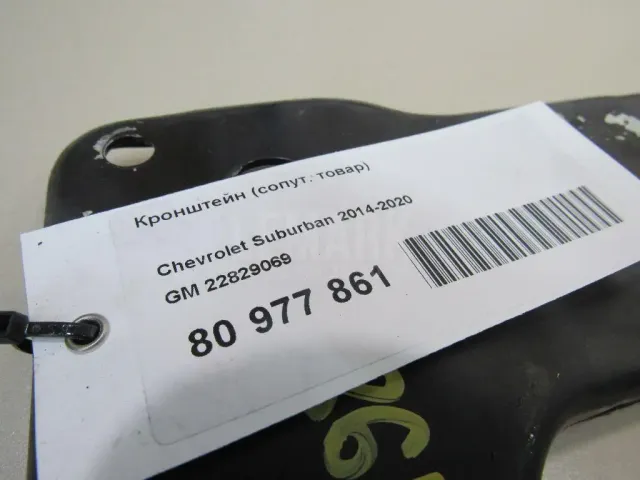 Кронштейн (сопут. товар)
Chevrolet Suburban 2014-2020
GM 22829069
80 977 861